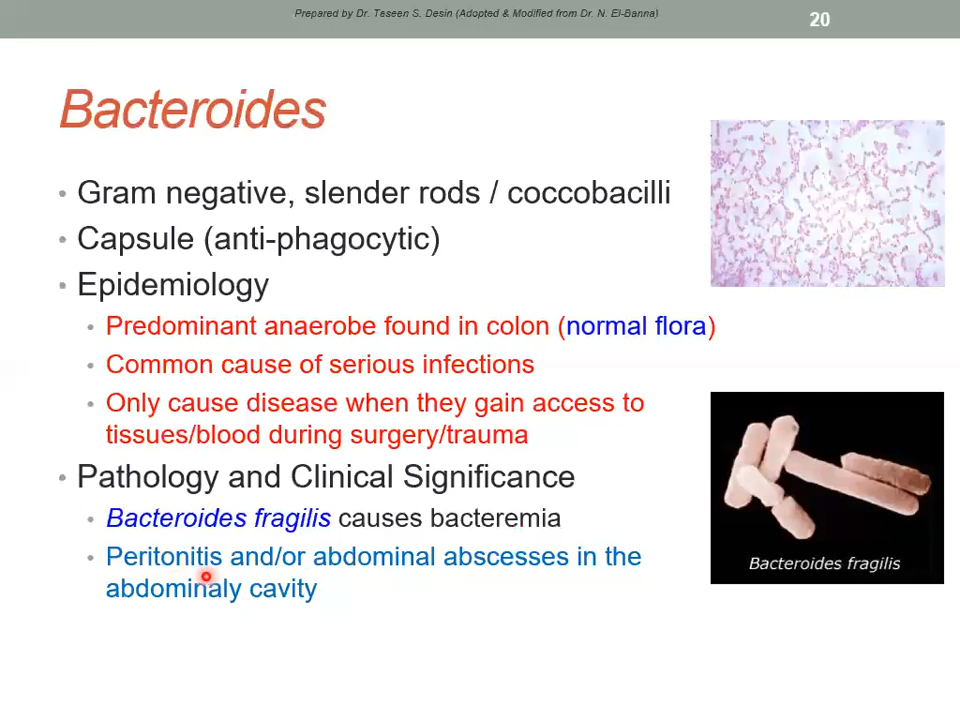 Prepared by Dr. Taseen S. Desin (Adopted & Modified from Dr. N. El-Banna)
20
Bacteroides
• Gram negative, slender rods / coccobacilli
• Capsule (anti-phagocytic)
• Epidemiology
• Predominant anaerobe found in colon (normal flora)
• Common cause of serious infections
• Only cause disease when they gain access to
tissues/blood during surgery/trauma
• Pathology and Clinical Significance
• Bacteroides fragilis causes bacteremia
• Peritonitis and/or abdominal abscesses in the
abdominaly cavity
Bacteroides fragilis